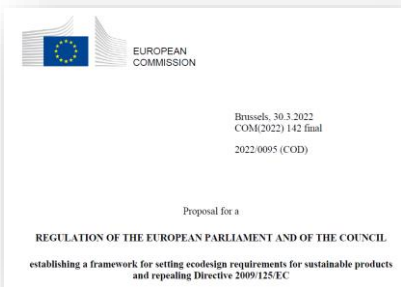 EUROPEAN
COMMISSION
Brussels, 30.3.2022
COM(2022) 142 final
2022/0095 (COD)
Proposal for a
REGULATION OF THE EUROPEAN PARLIAMENT AND OF THE COUNCIL
establishing a framework for setting ecodesign requirements for sustainable products
and repealing Directive 2009/125/EC